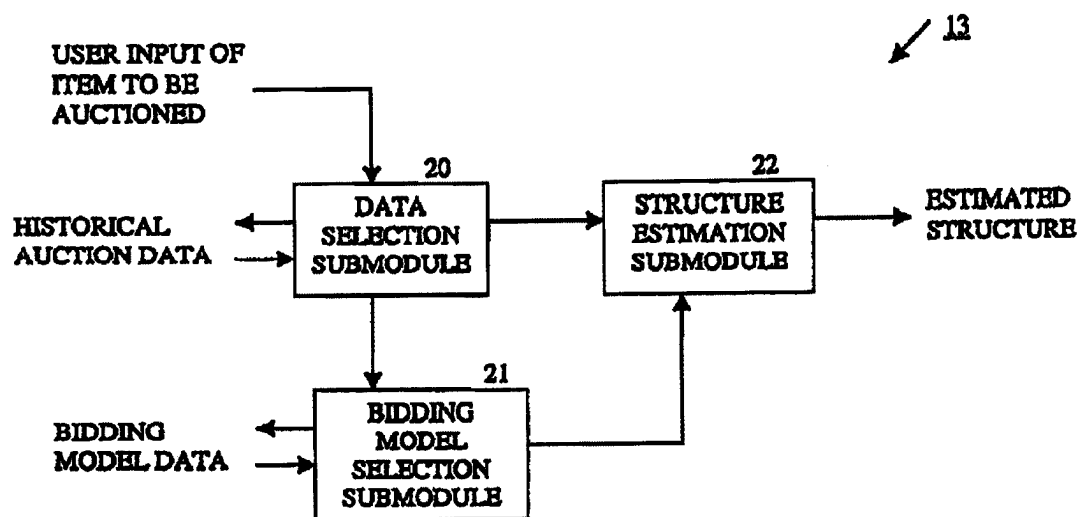 13
USER INPUT OF
ITEM TO BE
AUCTIONED
20
DATA
SELECTION
SUBMODULE
22
STRUCTURE
ESTIMATION
SUBMODULE
ESTIMATED
STRUCTURE
HISTORICAL
AUCTION DATA
21
BIDDING
MODEL
SELECTION
SUBMODULE
BIDDING
MODEL DATA